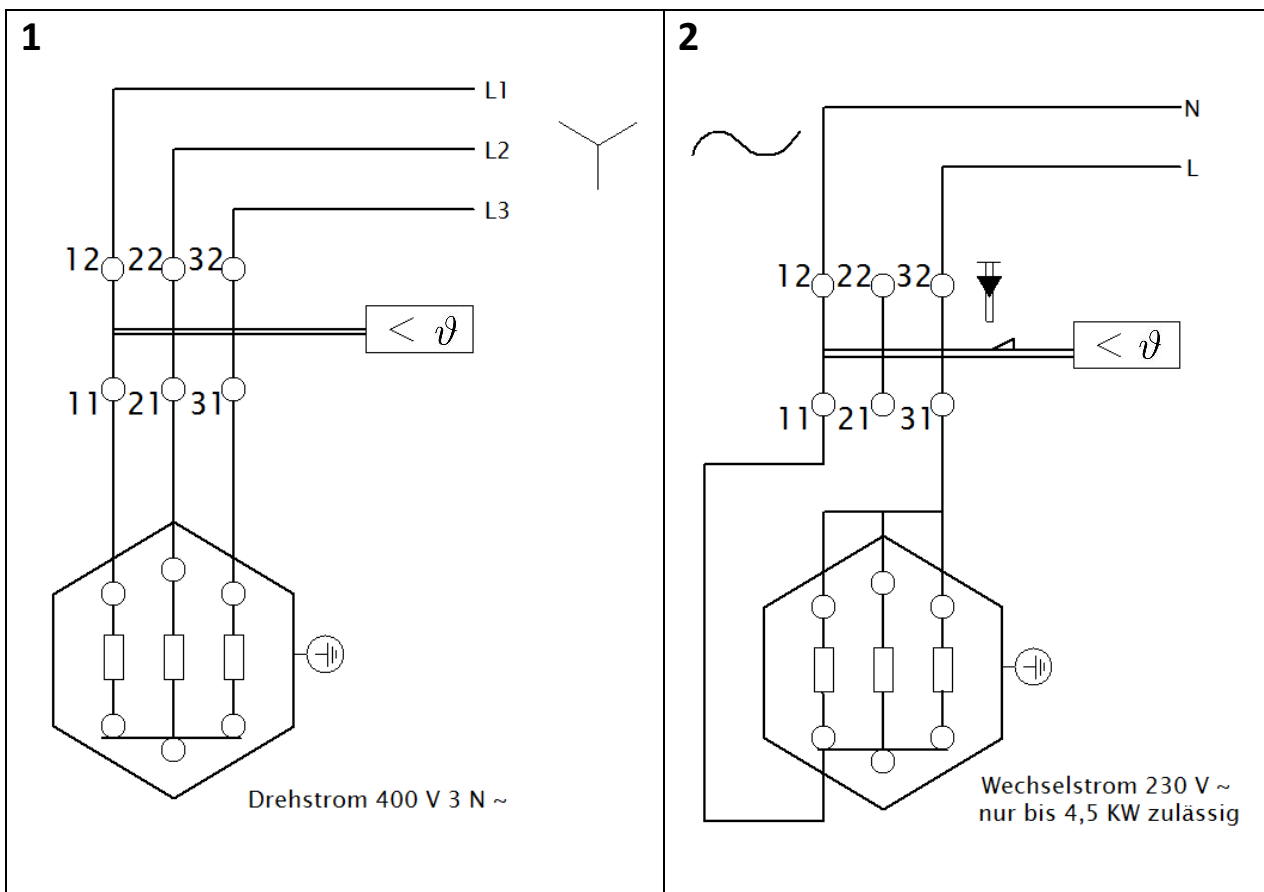 1
L1
L2
L3
12 22 32
< ϑ
11 21 31
Drehstrom 400 V 3 N ~
2
N
L
12 22 32
< ϑ
11 21 31
Wechselstrom 230 V ~
nur bis 4,5 KW zulässig